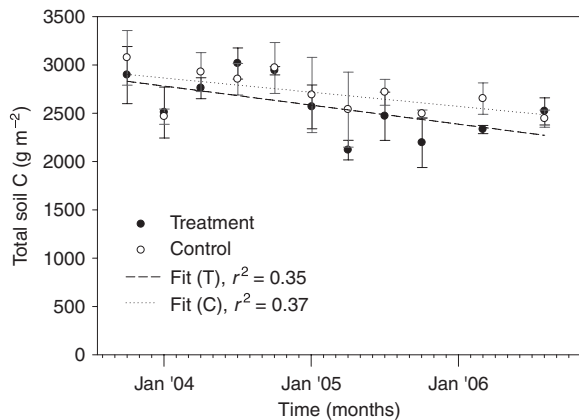 3500
3000
2500
2000
1500
1000
500
0
Total soil C (g m⁻²)
Treatment
Control
Fit (T), r² = 0.35
Fit (C), r² = 0.37
Jan '04
Jan '05
Jan '06
Time (months)